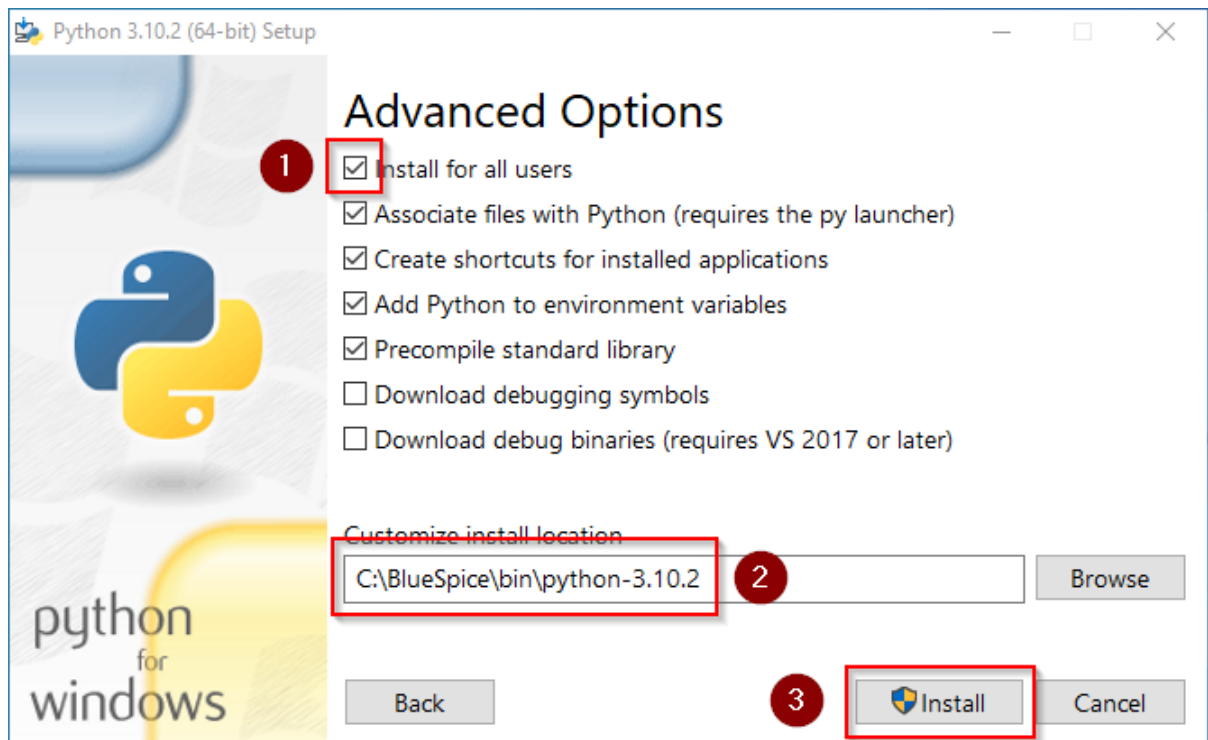 Python 3.10.2 (64-bit) Setup
Advanced Options
1
Install for all users
Associate files with Python (requires the py launcher)
Create shortcuts for installed applications
Add Python to environment variables
Precompile standard library
Download debugging symbols
Download debug binaries (requires VS 2017 or later)
Customize install location
C:\BlueSpice\bin\python-3.10.2
2
Browse
python
for
windows
Back
3
Install
Cancel